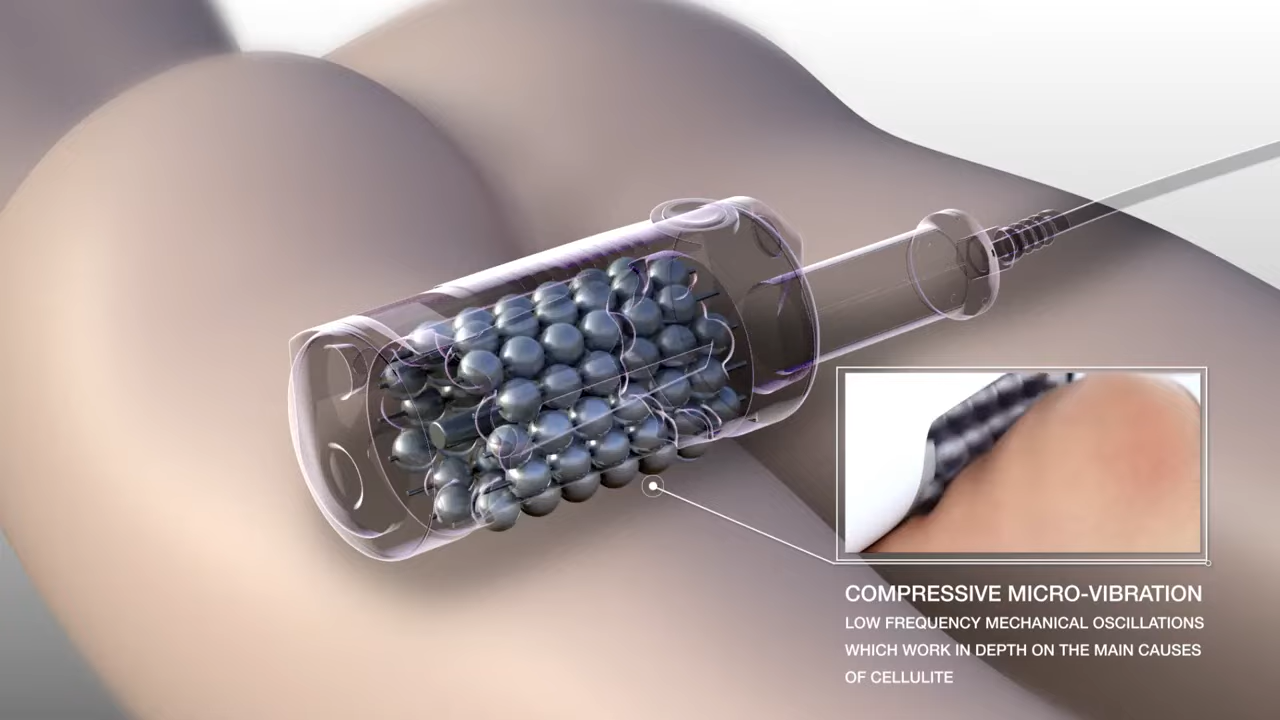 COMPRESSIVE MICRO-VIBRATION
LOW FREQUENCY MECHANICAL OSCILLATIONS
WHICH WORK IN DEPTH ON THE MAIN CAUSES
OF CELLULITE